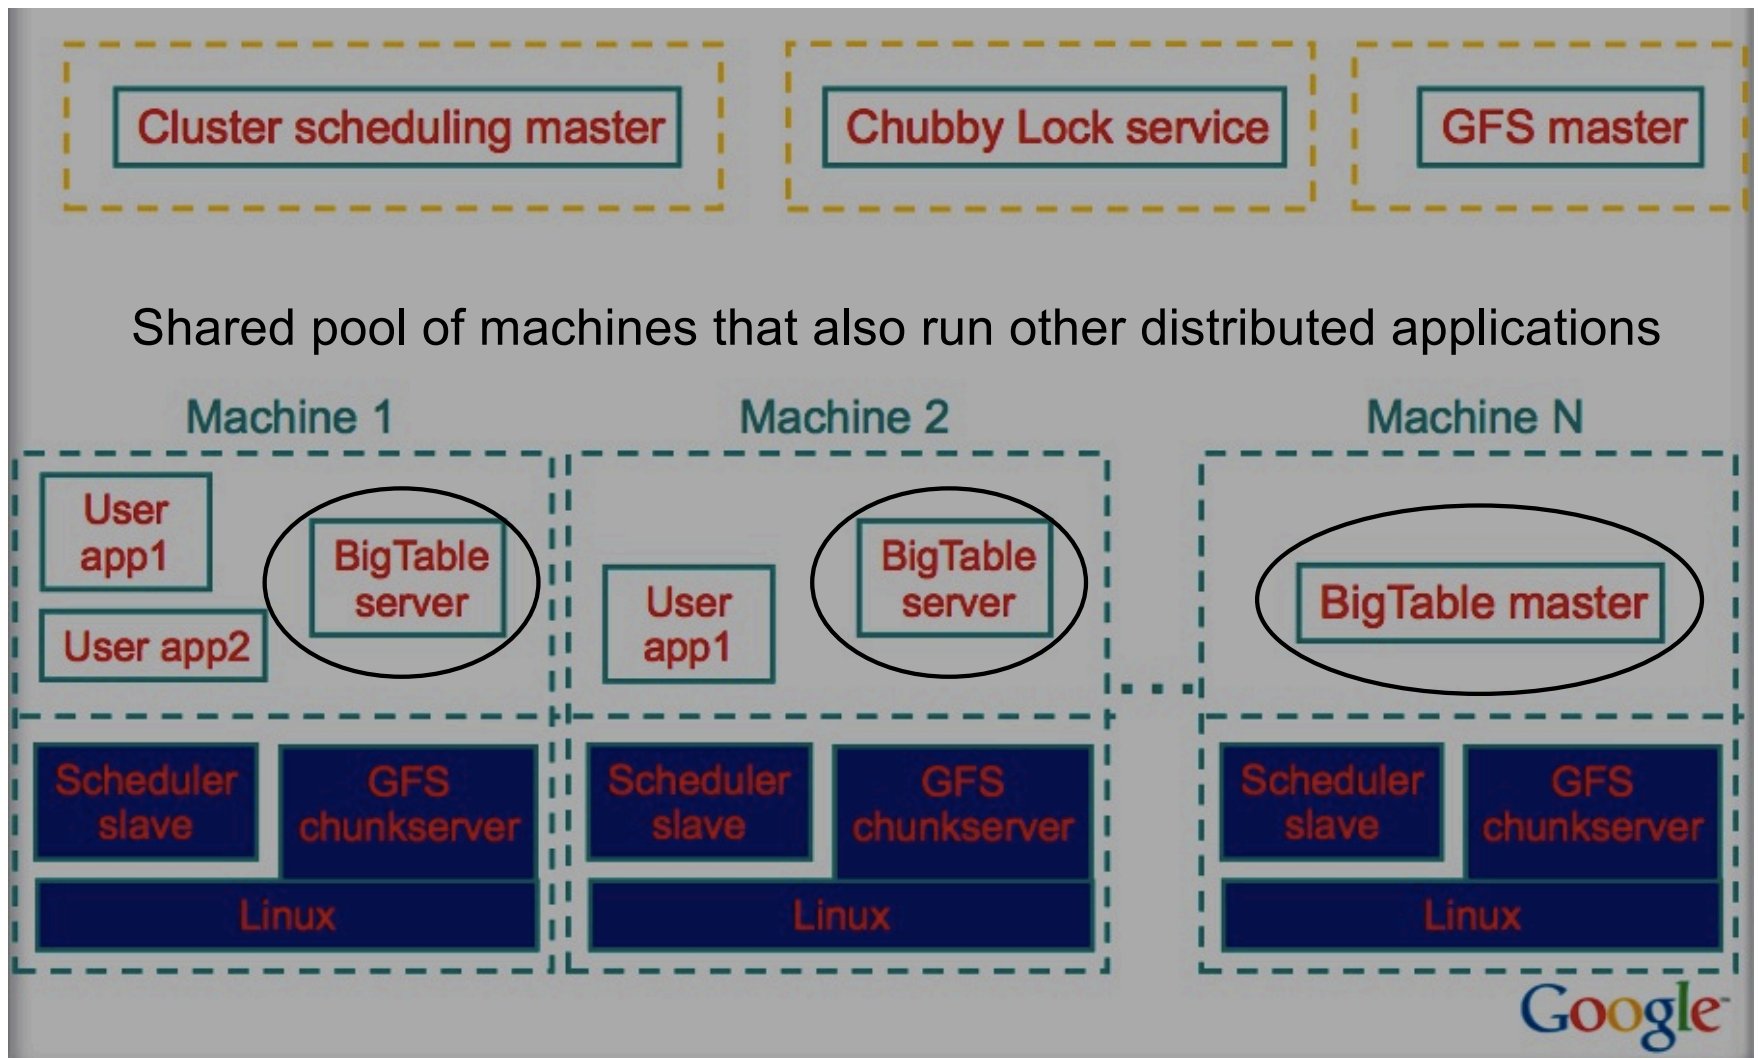 Cluster scheduling master
Chubby Lock service
GFS master
Shared pool of machines that also run other distributed applications
Machine 1
Machine 2
Machine N
User
app1
User app2
BigTable
server
User
app1
BigTable
server
BigTable master
Scheduler
slave
GFS
chunkserver
Linux
Scheduler
slave
GFS
chunkserver
Linux
Scheduler
slave
GFS
chunkserver
Linux
Google™